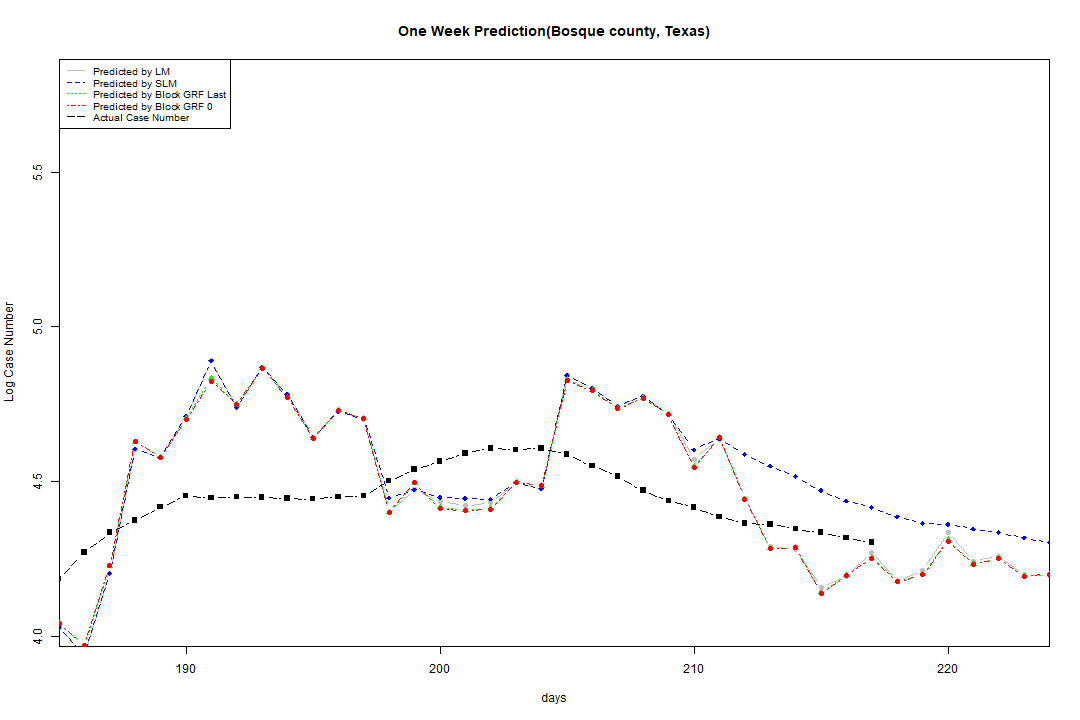 One Week Prediction(Bosque county, Texas)
Predicted by LM
Predicted by SLM
Predicted by Block GRF Last
Predicted by Block GRF 0
Actual Case Number
5.5
5.0
4.5
4.0
Log Case Number
190
200
210
220
days